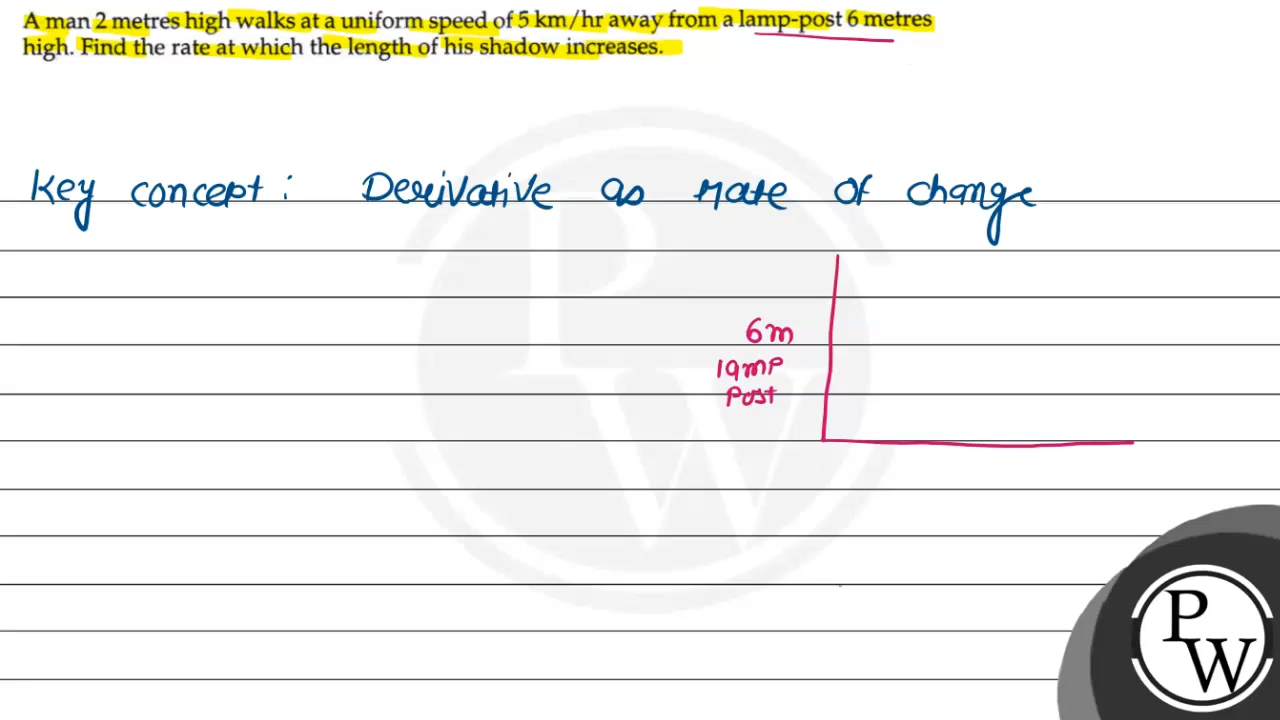 A man 2 metres high walks at a uniform speed of 5 km/hr away from a lamp-post 6 metres
high. Find the rate at which the length of his shadow increases.
Key concept: Derivative as rate of change
6m
lamp
Post
P
W
P
W